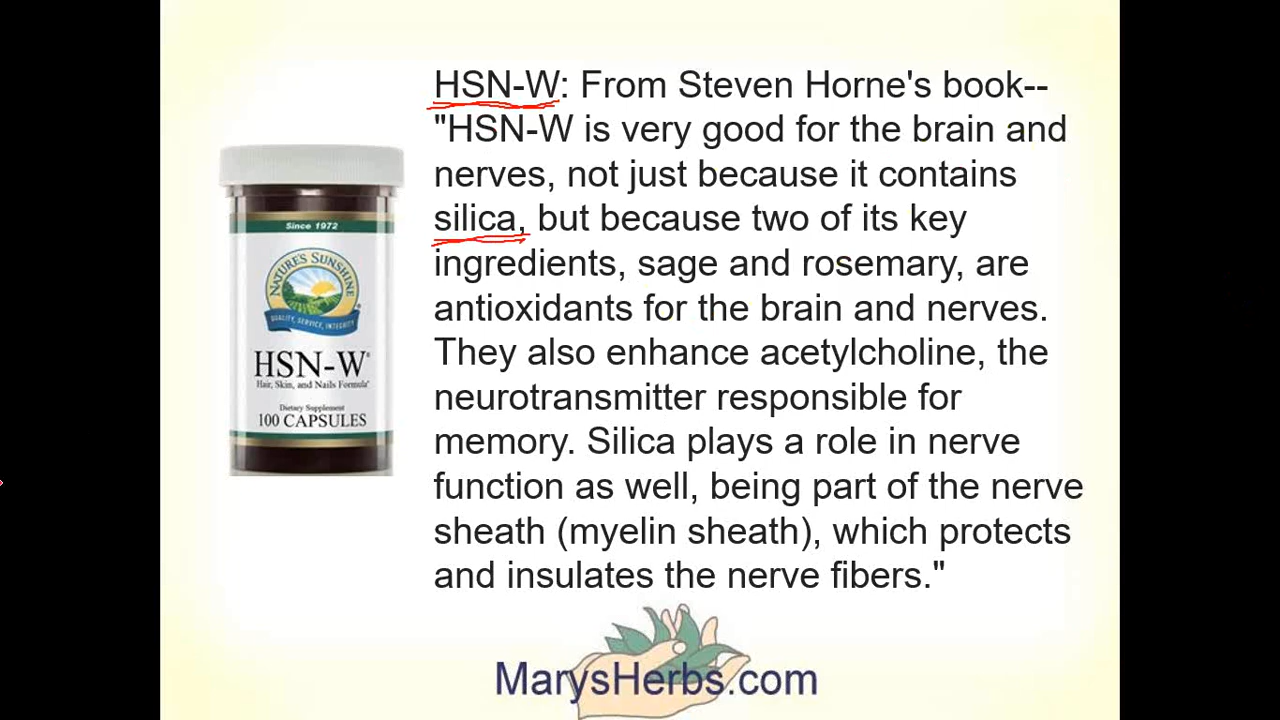 HSN-W: From Steven Horne's book--
"HSN-W is very good for the brain and
nerves, not just because it contains
silica, but because two of its key
ingredients, sage and rosemary, are
antioxidants for the brain and nerves.
They also enhance acetylcholine, the
neurotransmitter responsible for
memory. Silica plays a role in nerve
function as well, being part of the nerve
sheath (myelin sheath), which protects
and insulates the nerve fibers."
Since 1972
NATURE'S SUNSHINE
QUALITY, SERVICE, INTEGRITY
HSN-W®
Hair, Skin, and Nails Formula*
Dietary Supplement
100 CAPSULES
MarysHerbs.com